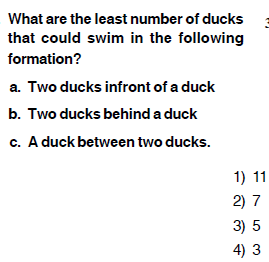 What are the least number of ducks
that could swim in the following
formation?
a. Two ducks infront of a duck
b. Two ducks behind a duck
c. A duck between two ducks.
1) 11
2) 7
3) 5
4) 3